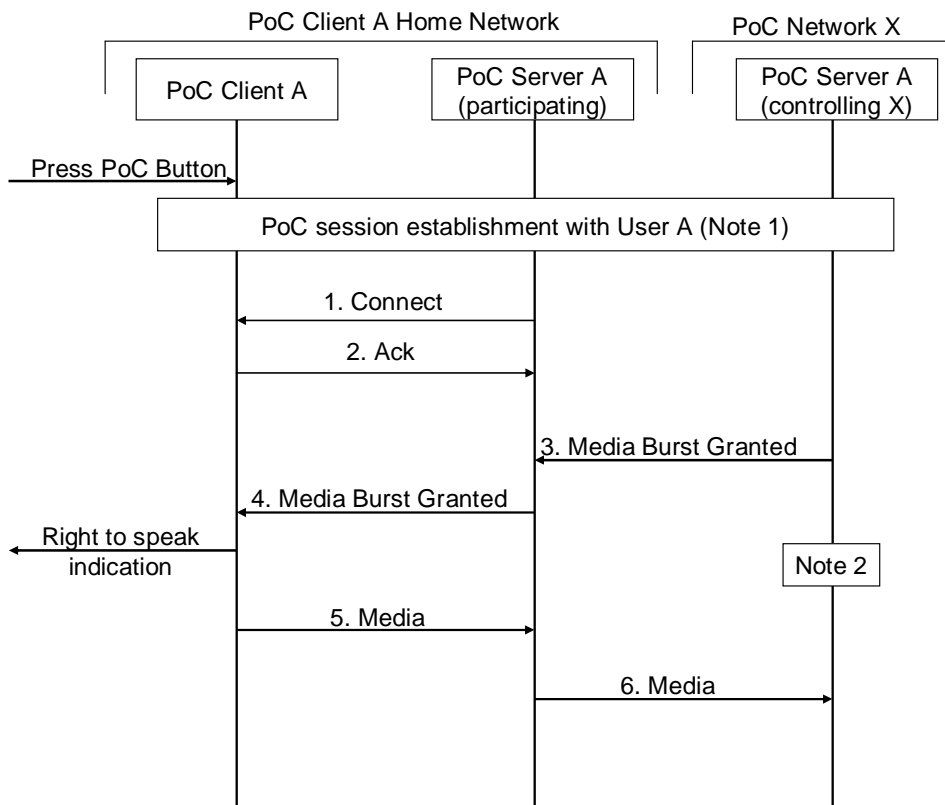 PoC Client A Home Network
PoC Network X
PoC Client A
PoC Server A
(participating)
PoC Server A
(controlling X)
Press PoC Button
PoC session establishment with User A (Note 1)
1. Connect
2. Ack
3. Media Burst Granted
4. Media Burst Granted
Right to speak
indication
Note 2
5. Media
6. Media